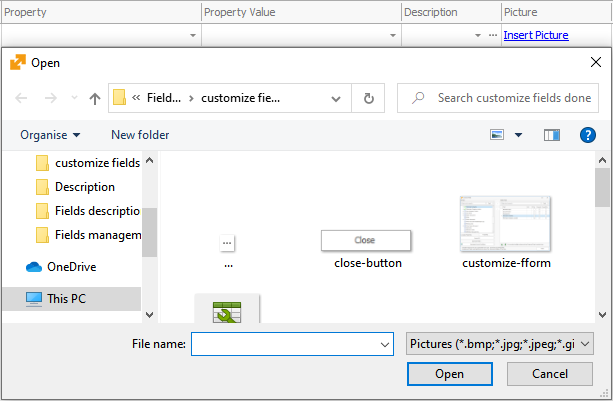 Property Property Value Description Picture
... Insert Picture
Open
« Field... › customize fie...
Search customize fields done
Organise New folder
customize fields
Description
Fields descriptio
Fields managem
OneDrive
This PC
...
...
Close
close-button
customize-fform
File name:
Pictures (*.bmp;*.jpg;*.jpeg;*.gi
Open Cancel